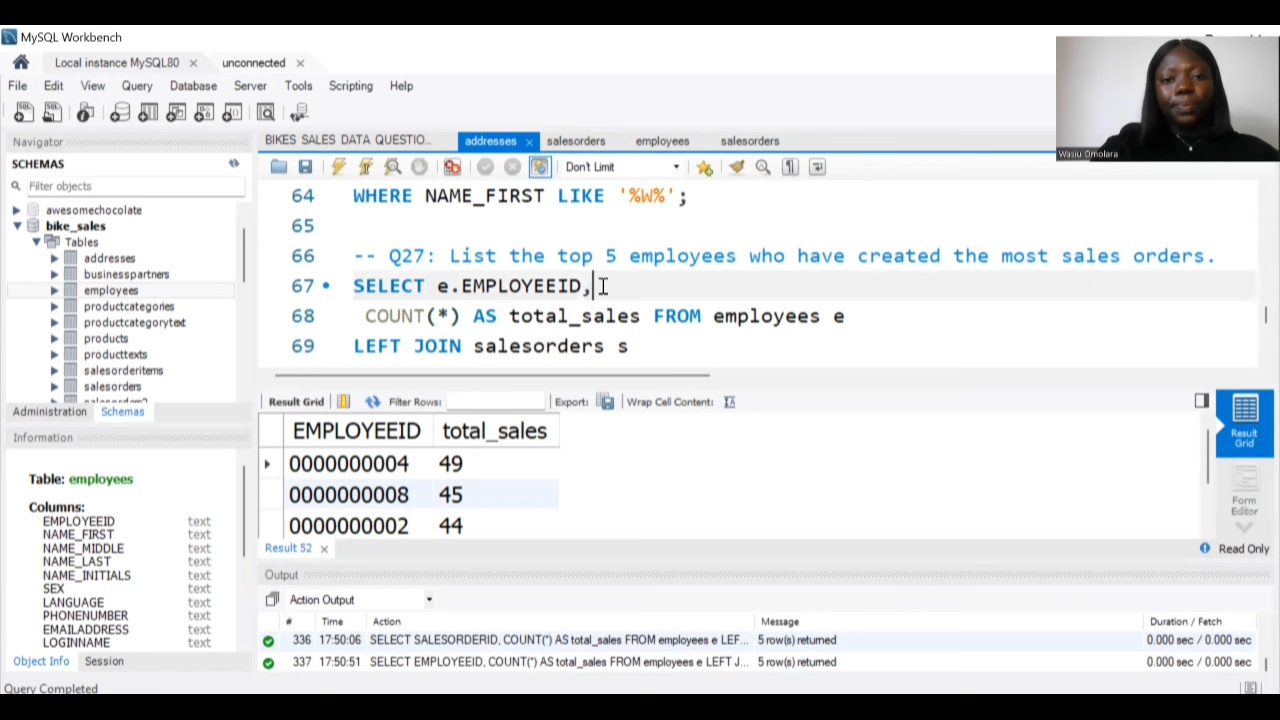 MySQL Workbench
Local instance MySQL80
unconnected
File Edit View Query Database Server Tools Scripting Help
Wasiu Omolara
Navigator
SCHEMAS
Filter objects
awesomechocolate
bike_sales
Tables
addresses
businesspartners
employees
productcategories
productcategorytext
products
producttexts
salesorderitems
salesorders
Administration Schemas
Information
Table: employees
Columns:
EMPLOYEEID text
NAME_FIRST text
NAME_MIDDLE text
NAME_LAST text
NAME_INITIALS text
SEX text
LANGUAGE text
PHONENUMBER text
EMAILADDRESS text
LOGINNAME text
Object Info Session
Query Completed
BIKES SALES DATA QUESTIO... addresses salesorders employees salesorders
Don't Limit
64 WHERE NAME_FIRST LIKE '%W%';
65
66 -- Q27: List the top 5 employees who have created the most sales orders.
67 SELECT e.EMPLOYEEID,
68 COUNT(*) AS total_sales FROM employees e
69 LEFT JOIN salesorders s
Result Grid Filter Rows: Export: Wrap Cell Content:
EMPLOYEEID total_sales
0000000004 49
0000000008 45
0000000002 44
Result 52
Result Grid
Form Editor
Read Only
Output
Action Output
# Time Action Message Duration / Fetch
336 17:50:06 SELECT SALESORDERID, COUNT(*) AS total_sales FROM employees e LEF... 5 row(s) returned 0.000 sec / 0.000 sec
337 17:50:51 SELECT EMPLOYEEID, COUNT(*) AS total_sales FROM employees e LEFT J... 5 row(s) returned 0.000 sec / 0.000 sec